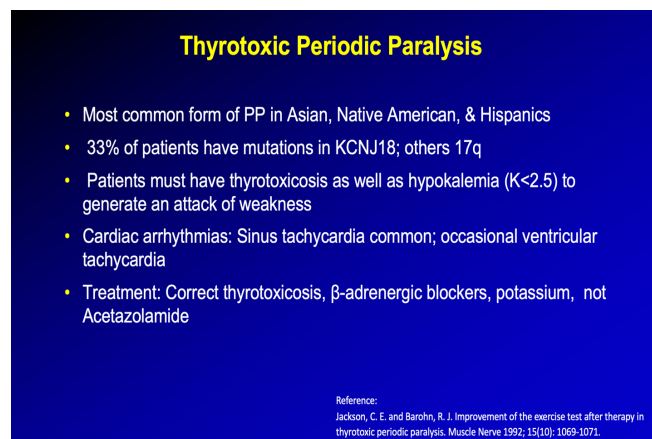 Thyrotoxic Periodic Paralysis
• Most common form of PP in Asian, Native American, & Hispanics
• 33% of patients have mutations in KCNJ18; others 17q
• Patients must have thyrotoxicosis as well as hypokalemia (K<2.5) to
generate an attack of weakness
• Cardiac arrhythmias: Sinus tachycardia common; occasional ventricular
tachycardia
• Treatment: Correct thyrotoxicosis, β-adrenergic blockers, potassium, not
Acetazolamide
Reference:
Jackson, C. E. and Barohn, R. J. Improvement of the exercise test after therapy in
thyrotoxic periodic paralysis. Muscle Nerve 1992; 15(10): 1069-1071.